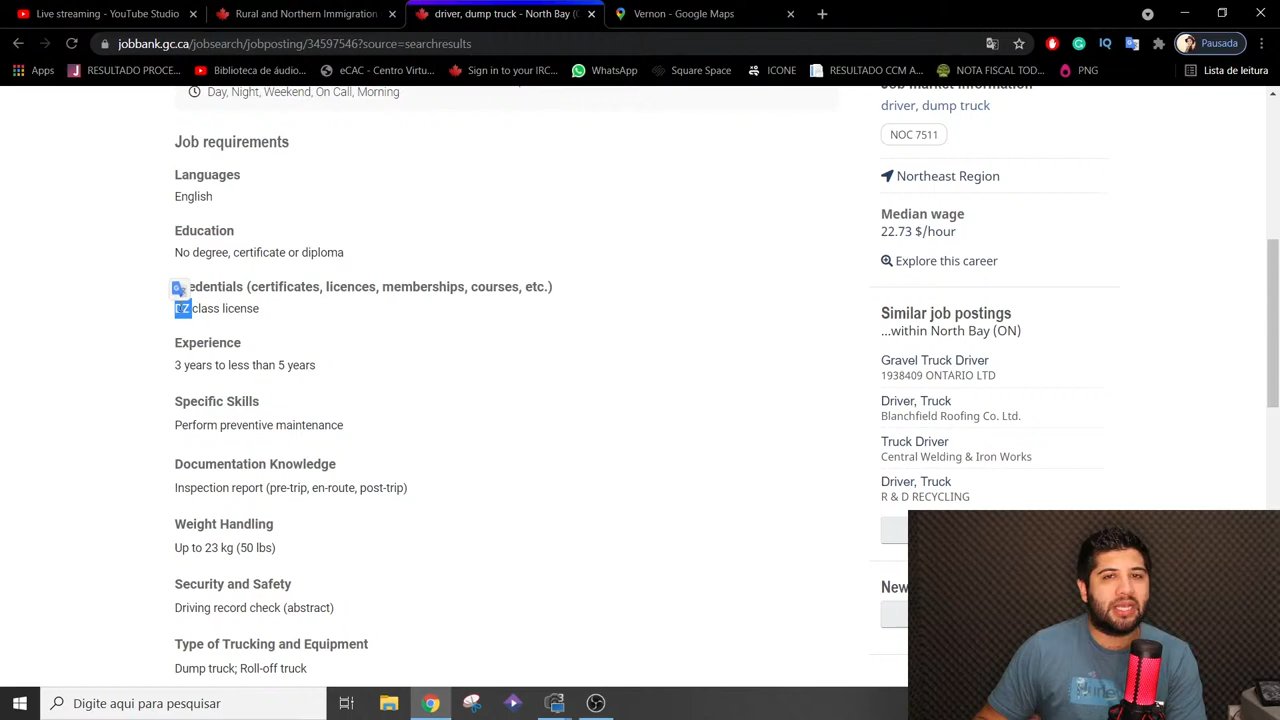 Live streaming - YouTube Studio
Rural and Northern Immigration
driver, dump truck - North Bay (
Vernon - Google Maps
jobbank.gc.ca/jobsearch/jobposting/34597546?source=searchresults
Pausada
Apps
RESULTADO PROCE...
Biblioteca de áudio...
eCAC - Centro Virtu...
Sign in to your IRC...
WhatsApp
Square Space
ICONE
RESULTADO CCM A...
NOTA FISCAL TOD...
PNG
Lista de leitura
Day, Night, Weekend, On Call, Morning
Job requirements
Languages
English
Education
No degree, certificate or diploma
edentials (certificates, licences, memberships, courses, etc.)
DZ class license
Experience
3 years to less than 5 years
Specific Skills
Perform preventive maintenance
Documentation Knowledge
Inspection report (pre-trip, en-route, post-trip)
Weight Handling
Up to 23 kg (50 lbs)
Security and Safety
Driving record check (abstract)
Type of Trucking and Equipment
Dump truck; Roll-off truck
Job market information
driver, dump truck
NOC 7511
Northeast Region
Median wage
22.73 $/hour
Explore this career
Similar job postings
...within North Bay (ON)
Gravel Truck Driver
1938409 ONTARIO LTD
Driver, Truck
Blanchfield Roofing Co. Ltd.
Truck Driver
Central Welding & Iron Works
Driver, Truck
R & D RECYCLING
New
Digite aqui para pesquisar